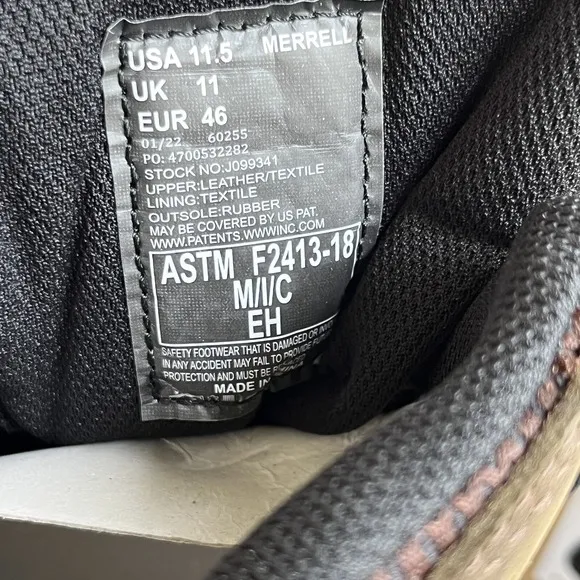 USA 11.5 MERRELL
UK 11
EUR 46
01/22 60255
PO: 4700532282
STOCK NO:J099341
UPPER:LEATHER/TEXTILE
LINING:TEXTILE
OUTSOLE:RUBBER
MAY BE COVERED BY US PAT.
WWW.PATENTS.WWWINC.COM
ASTM F2413-18
M/I/C
EH
SAFETY FOOTWEAR THAT IS DAMAGED OR
IN ANY ACCIDENT MAY FAIL TO PROVIDE
PROTECTION AND MUST BE
MADE IN